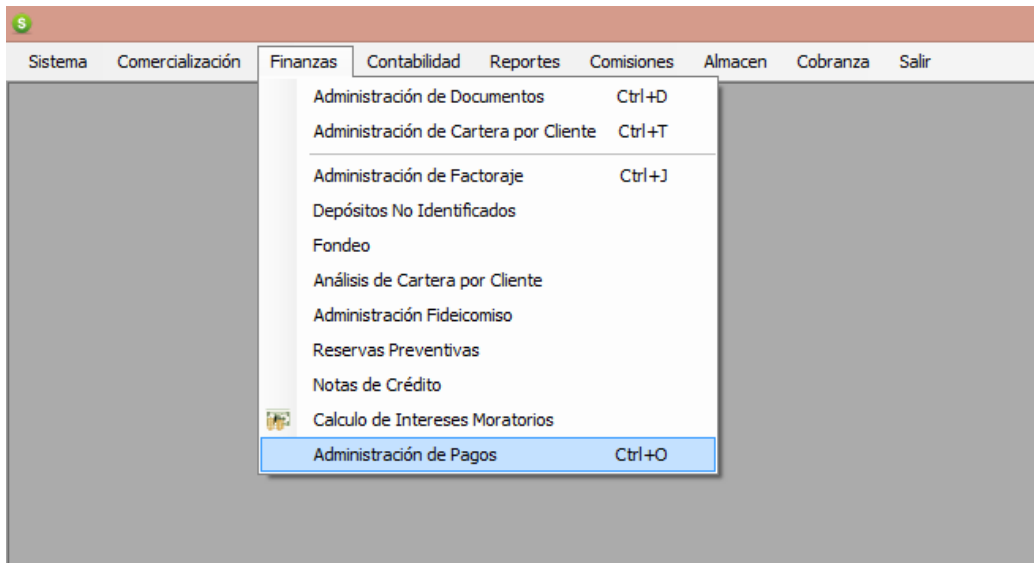 S
Sistema Comercialización Finanzas Contabilidad Reportes Comisiones Almacen Cobranza Salir
Administración de Documentos Ctrl+D
Administración de Cartera por Cliente Ctrl+T
Administración de Factoraje Ctrl+J
Depósitos No Identificados
Fondeo
Análisis de Cartera por Cliente
Administración Fideicomiso
Reservas Preventivas
Notas de Crédito
Calculo de Intereses Moratorios
Administración de Pagos Ctrl+O